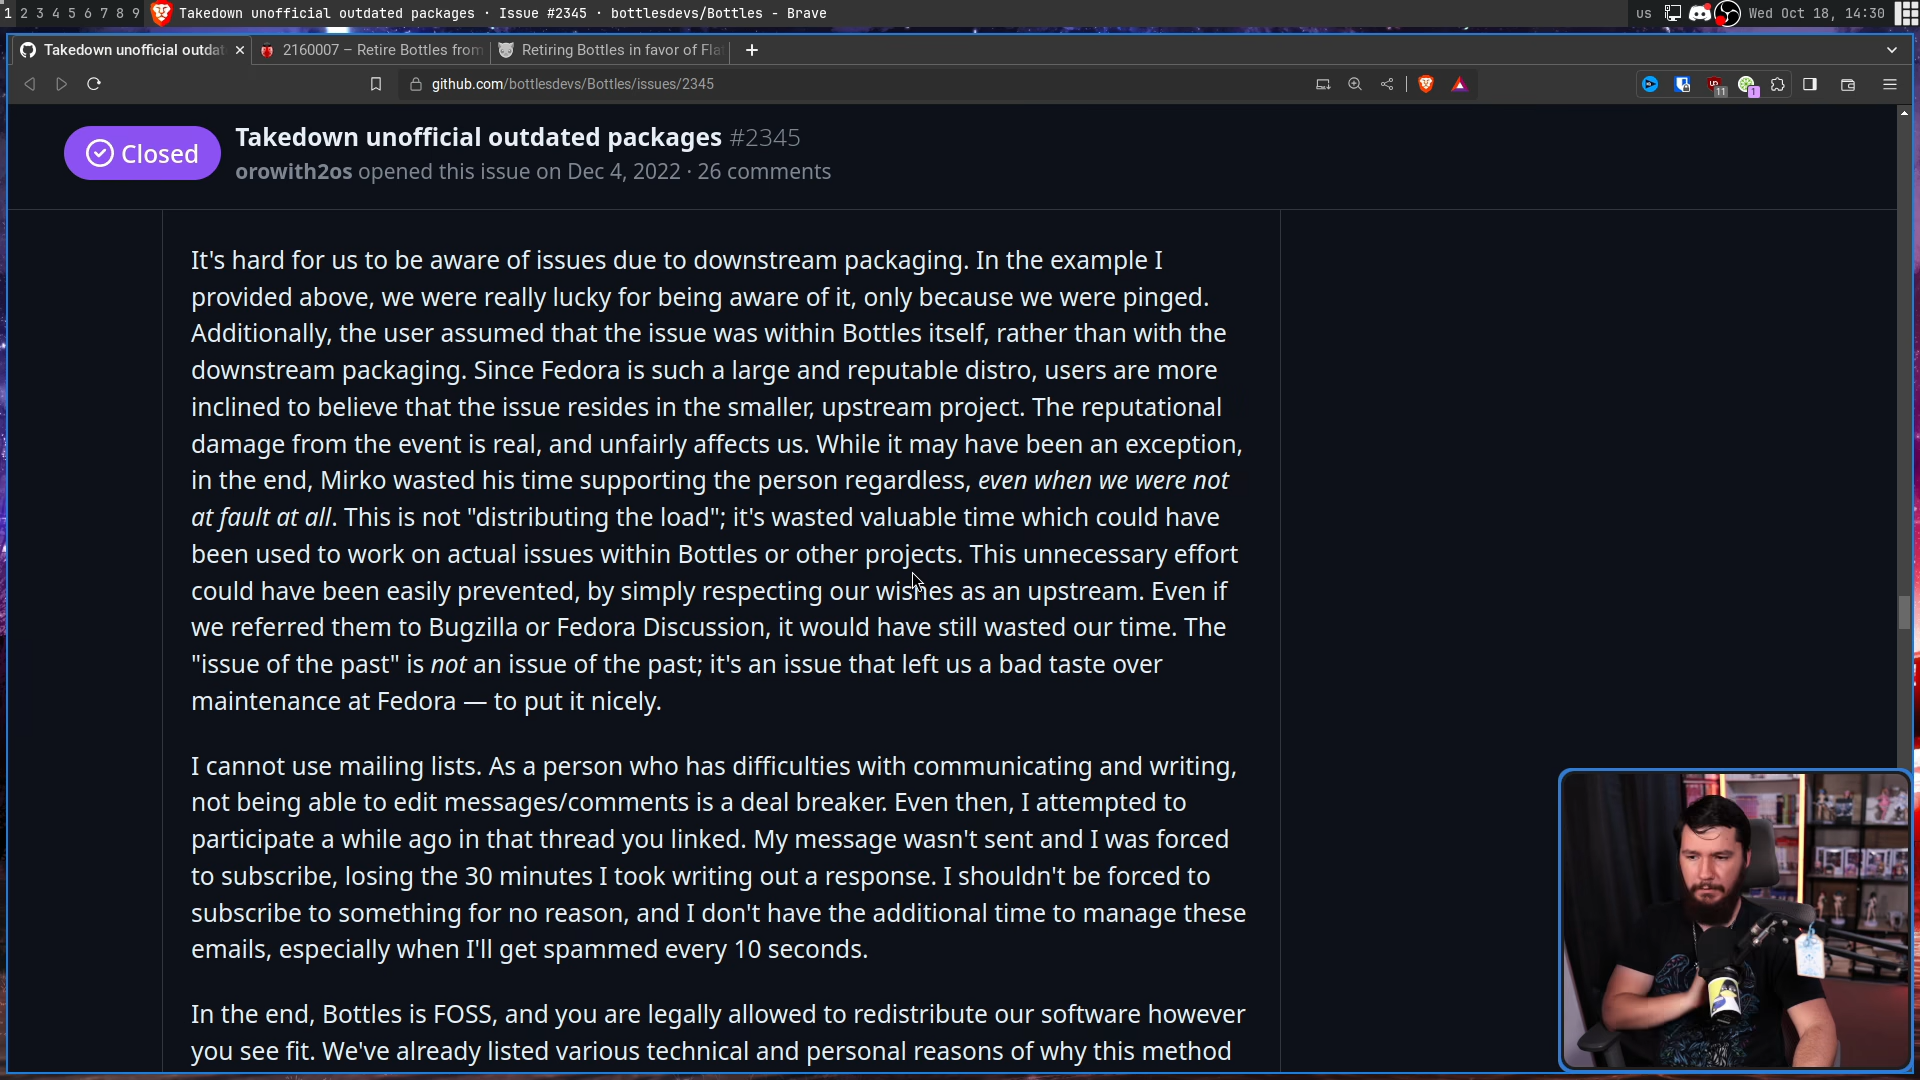 1 2 3 4 5 6 7 8 9 Takedown unofficial outdated packages · Issue #2345 · bottlesdevs/Bottles - Brave us Wed Oct 18, 14:30
Takedown unofficial outdat 2160007 – Retire Bottles from Retiring Bottles in favor of Fla
github.com/bottlesdevs/Bottles/issues/2345 11 1
Closed
Takedown unofficial outdated packages #2345
orowith2os opened this issue on Dec 4, 2022 · 26 comments
It's hard for us to be aware of issues due to downstream packaging. In the example I
provided above, we were really lucky for being aware of it, only because we were pinged.
Additionally, the user assumed that the issue was within Bottles itself, rather than with the
downstream packaging. Since Fedora is such a large and reputable distro, users are more
inclined to believe that the issue resides in the smaller, upstream project. The reputational
damage from the event is real, and unfairly affects us. While it may have been an exception,
in the end, Mirko wasted his time supporting the person regardless, even when we were not
at fault at all. This is not "distributing the load"; it's wasted valuable time which could have
been used to work on actual issues within Bottles or other projects. This unnecessary effort
could have been easily prevented, by simply respecting our wishes as an upstream. Even if
we referred them to Bugzilla or Fedora Discussion, it would have still wasted our time. The
"issue of the past" is not an issue of the past; it's an issue that left us a bad taste over
maintenance at Fedora — to put it nicely.
I cannot use mailing lists. As a person who has difficulties with communicating and writing,
not being able to edit messages/comments is a deal breaker. Even then, I attempted to
participate a while ago in that thread you linked. My message wasn't sent and I was forced
to subscribe, losing the 30 minutes I took writing out a response. I shouldn't be forced to
subscribe to something for no reason, and I don't have the additional time to manage these
emails, especially when I'll get spammed every 10 seconds.
In the end, Bottles is FOSS, and you are legally allowed to redistribute our software however
you see fit. We've already listed various technical and personal reasons of why this method